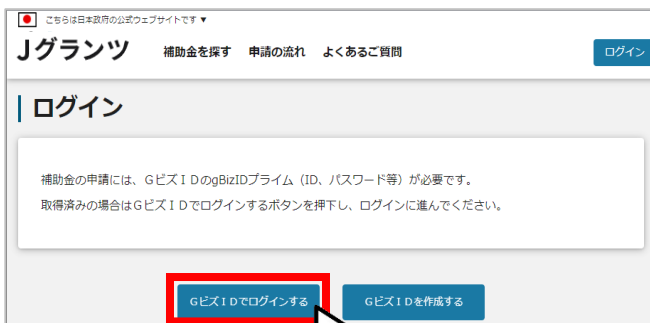 こちらは日本政府の公式ウェブサイトです ▼
Jグランツ 補助金を探す 申請の流れ よくあるご質問 ログイン
ログイン
補助金の申請には、GビズIDのgBizIDプライム（ID、パスワード等）が必要です。
取得済みの場合はGビズIDでログインするボタンを押下し、ログインに進んでください。
GビズIDでログインする GビズIDを作成する